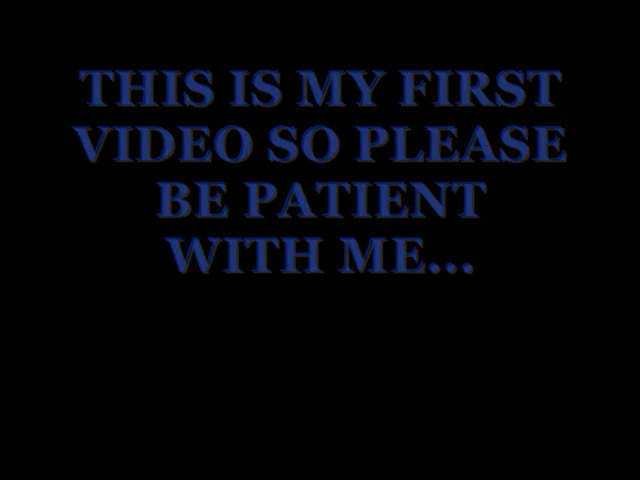 THIS IS MY FIRST
VIDEO SO PLEASE
BE PATIENT
WITH ME...